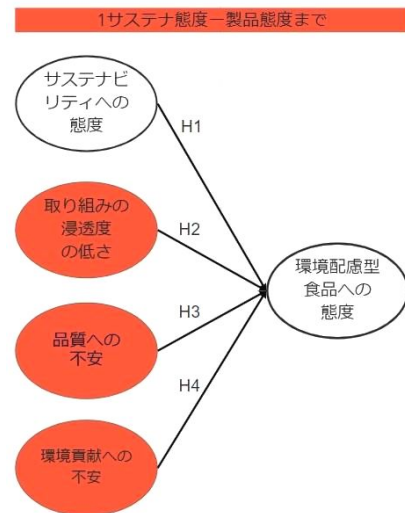 1サステナ態度ー製品態度まで
サステナビ
リティへの
態度
H1
取り組みの
浸透度
の低さ
H2
環境配慮型
食品への
態度
H3
品質への
不安
H4
環境貢献への
不安